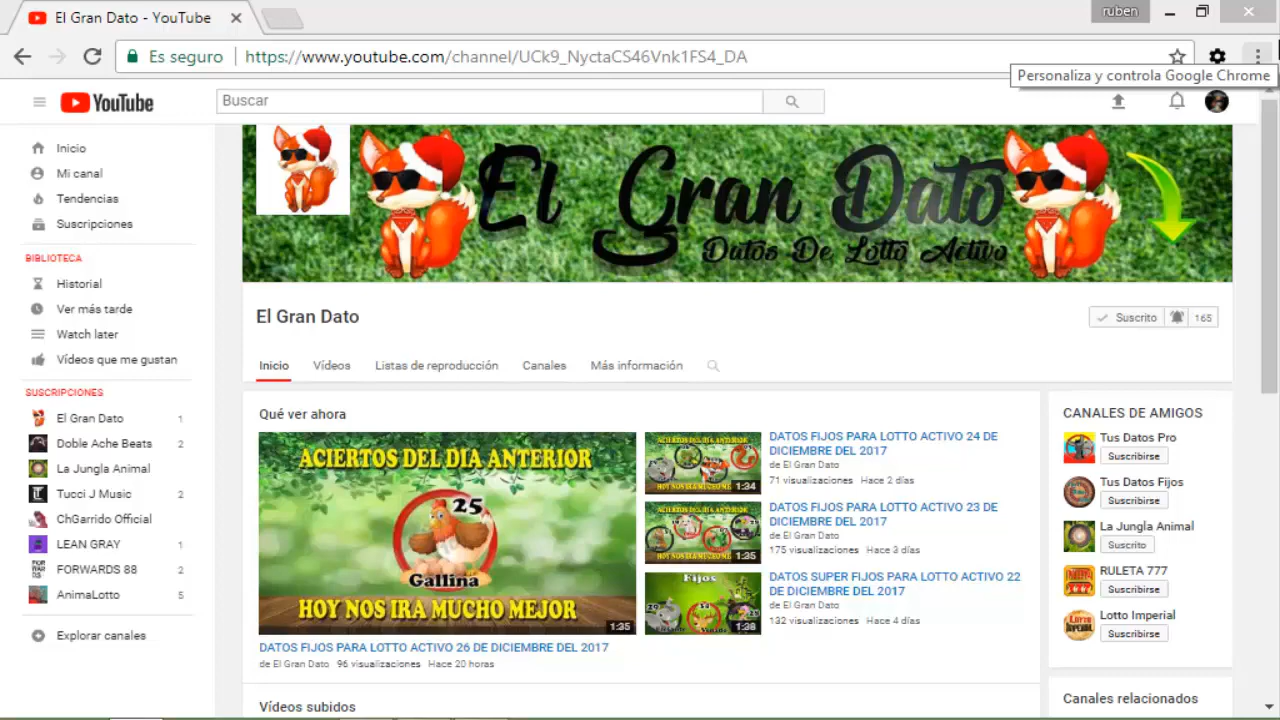 El Gran Dato - YouTube
ruben
Es seguro
https://www.youtube.com/channel/UCk9_NyctaCS46Vnk1FS4_DA
Personaliza y controla Google Chrome
YouTube
Buscar
Inicio
Mi canal
Tendencias
Suscripciones
BIBLIOTECA
Historial
Ver más tarde
Watch later
Vídeos que me gustan
SUSCRIPCIONES
El Gran Dato 1
Doble Ache Beats 2
La Jungla Animal
Tucci J Music 2
ChGarrido Official
LEAN GRAY 1
FORWARDS 88 2
AnimaLotto 5
Explorar canales
El Gran Dato
Datos De Lotto Activo
El Gran Dato
Suscrito 165
Inicio Vídeos Listas de reproducción Canales Más información
Qué ver ahora
ACIERTOS DEL DIA ANTERIOR
25
Gallina
HOY NOS IRA MUCHO MEJOR
1:35
DATOS FIJOS PARA LOTTO ACTIVO 26 DE DICIEMBRE DEL 2017
de El Gran Dato 96 visualizaciones Hace 20 horas
ACIERTOS DEL DIA ANTERIOR
1:34
DATOS FIJOS PARA LOTTO ACTIVO 24 DE
DICIEMBRE DEL 2017
de El Gran Dato
71 visualizaciones Hace 2 días
ACIERTOS DEL DIA ANTERIOR
1:35
DATOS FIJOS PARA LOTTO ACTIVO 23 DE
DICIEMBRE DEL 2017
de El Gran Dato
175 visualizaciones Hace 3 días
Fijos
1:38
DATOS SUPER FIJOS PARA LOTTO ACTIVO 22
DE DICIEMBRE DEL 2017
de El Gran Dato
132 visualizaciones Hace 4 días
Vídeos subidos
CANALES DE AMIGOS
Tus Datos Pro
Suscribirse
Tus Datos Fijos
Suscribirse
La Jungla Animal
Suscrito
RULETA 777
Suscribirse
Lotto Imperial
Suscribirse
Canales relacionados